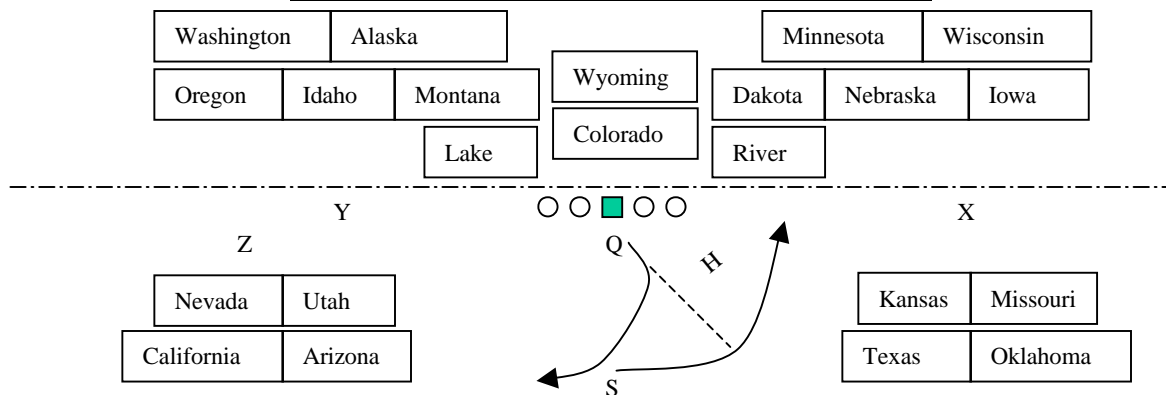 Washington Alaska Minnesota Wisconsin
Wyoming
Oregon Idaho Montana Dakota Nebraska Iowa
Colorado
Lake River
Y X
Z Q H
Nevada Utah Kansas Missouri
California Arizona Texas Oklahoma
S